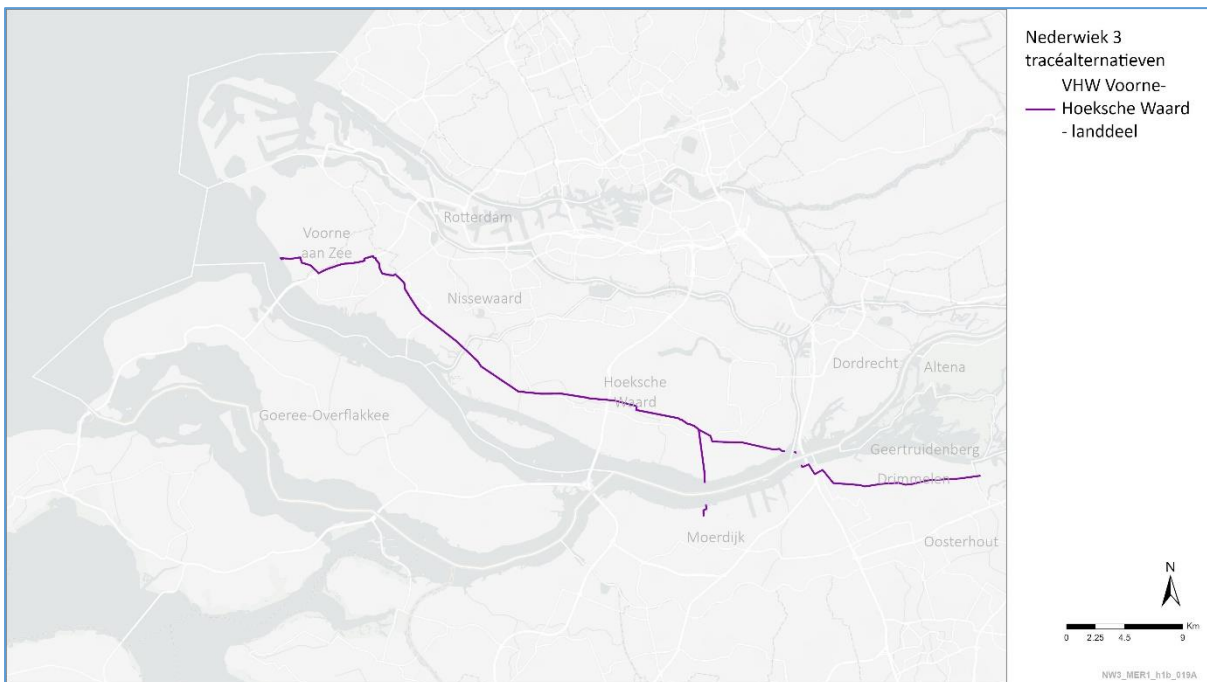 Nederwiek 3
tracéalternatieven
VHW Voorne-
Hoeksche Waard
- landdeel
Rotterdam
Voorne
aan Zee
Nissewaard
Dordrecht
Altena
Hoeksche
Waard
Goeree-Overflakkee
Geertruidenberg
Drimmelen
Moerdijk
Oosterhout
N
Km
0 2.25 4.5 9
NW3_MER1_h1b_019A